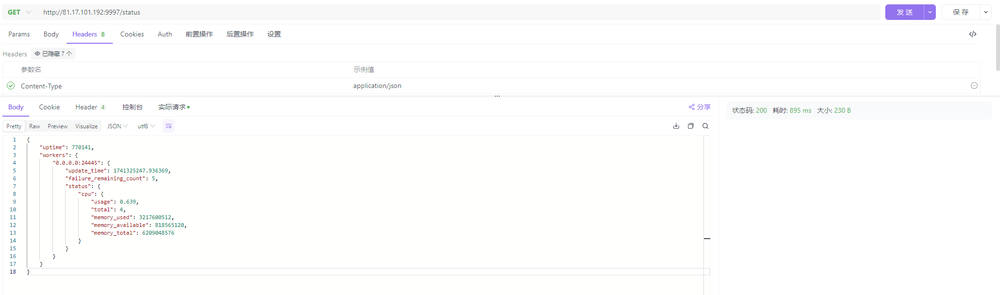 GET http://81.17.101.192:9997/status 发 送 保 存
Params Body Headers 8 Cookies Auth 前置操作 后置操作 设置
Headers 已隐藏 7 个
参数名 示例值
Content-Type application/json
Body Cookie Header 4 控制台 实际请求 分享
状态码: 200 耗时: 895 ms 大小: 230 B
Pretty Raw Preview Visualize JSON utf8
1 {
2 "uptime": 770141,
3 "workers": {
4 "0.0.0.0:24445": {
5 "update_time": 1741325247.936369,
6 "failure_remaining_count": 5,
7 "status": {
8 "cpu": {
9 "usage": 0.639,
10 "total": 4,
11 "memory_used": 3217600512,
12 "memory_available": 818565120,
13 "memory_total": 6209048576
14 }
15 }
16 }
17 }
18 }